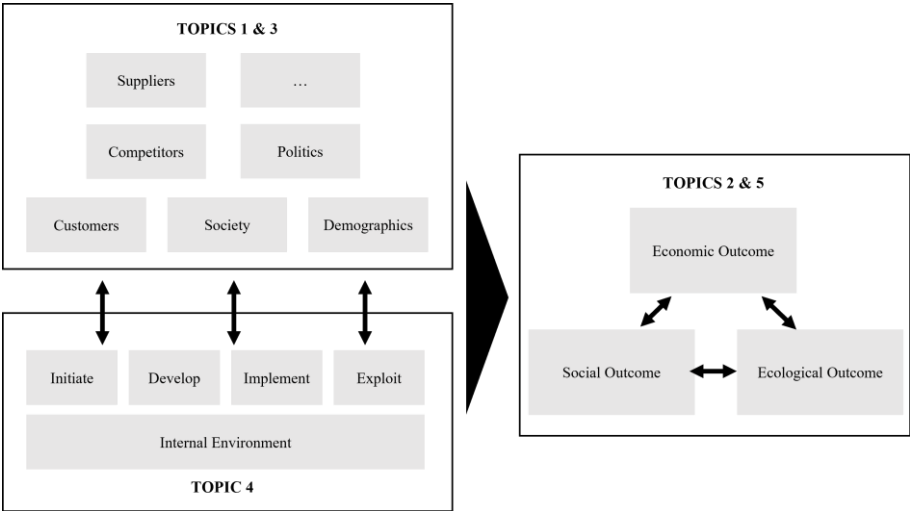 TOPICS 1 & 3
Suppliers
…
Competitors
Politics
Customers
Society
Demographics
Initiate
Develop
Implement
Exploit
Internal Environment
TOPIC 4
TOPICS 2 & 5
Economic Outcome
Social Outcome
Ecological Outcome